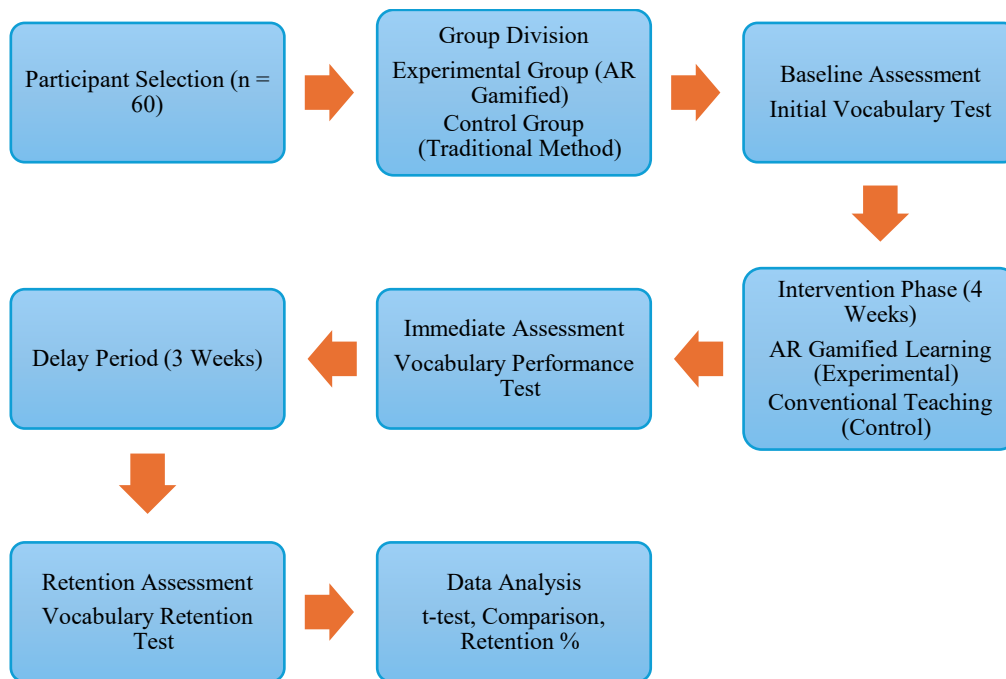 Participant Selection (n =
60)
Group Division
Experimental Group (AR
Gamified)
Control Group
(Traditional Method)
Baseline Assessment
Initial Vocabulary Test
Intervention Phase (4
Weeks)
AR Gamified Learning
(Experimental)
Conventional Teaching
(Control)
Immediate Assessment
Vocabulary Performance
Test
Delay Period (3 Weeks)
Retention Assessment
Vocabulary Retention
Test
Data Analysis
t-test, Comparison,
Retention %